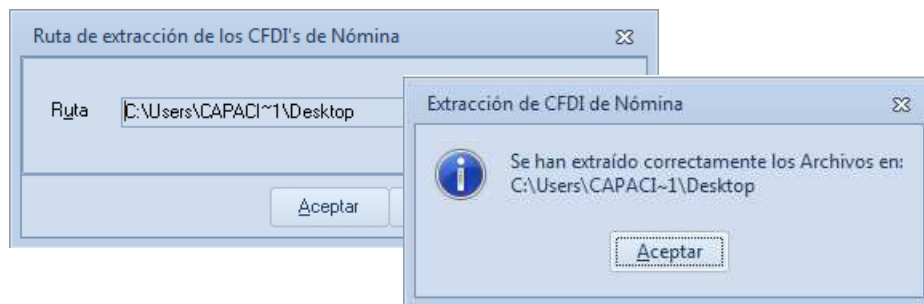 Ruta de extracción de los CFDI's de Nómina
Ruta
C:\Users\CAPACI~1\Desktop
Aceptar
Extracción de CFDI de Nómina
Se han extraído correctamente los Archivos en:
C:\Users\CAPACI~1\Desktop
Aceptar